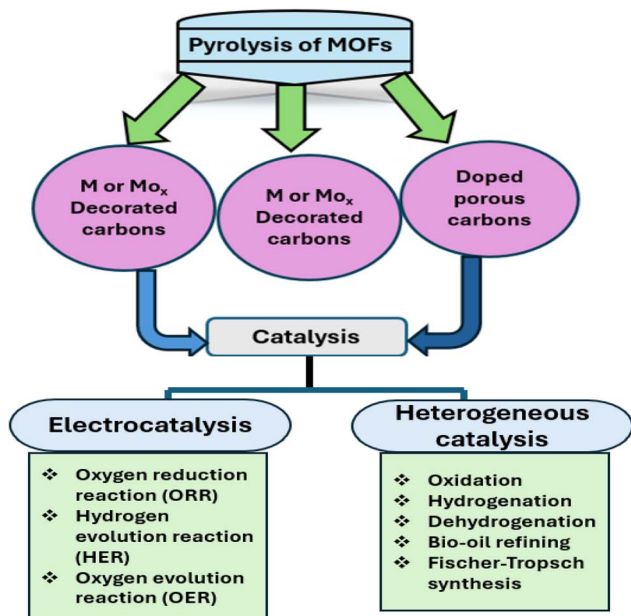 Pyrolysis of MOFs
M or Moₓ
Decorated
carbons
M or Moₓ
Decorated
carbons
Doped
porous
carbons
Catalysis
Electrocatalysis
❖ Oxygen reduction
reaction (ORR)
❖ Hydrogen
evolution reaction
(HER)
❖ Oxygen evolution
reaction (OER)
Heterogeneous
catalysis
❖ Oxidation
❖ Hydrogenation
❖ Dehydrogenation
❖ Bio-oil refining
❖ Fischer-Tropsch
synthesis